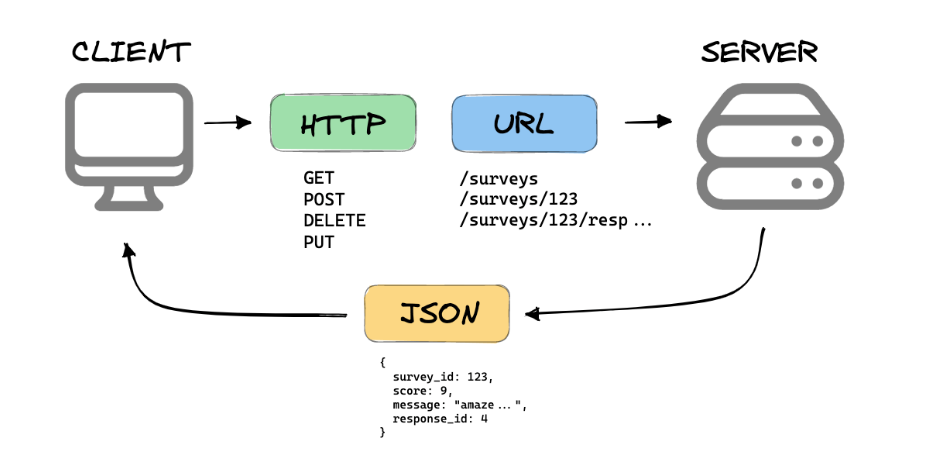 CLIENT
SERVER
HTTP
URL
GET
POST
DELETE
PUT
/surveys
/surveys/123
/surveys/123/resp...
JSON
{
survey_id: 123,
score: 9,
message: "amaze...",
response_id: 4
}